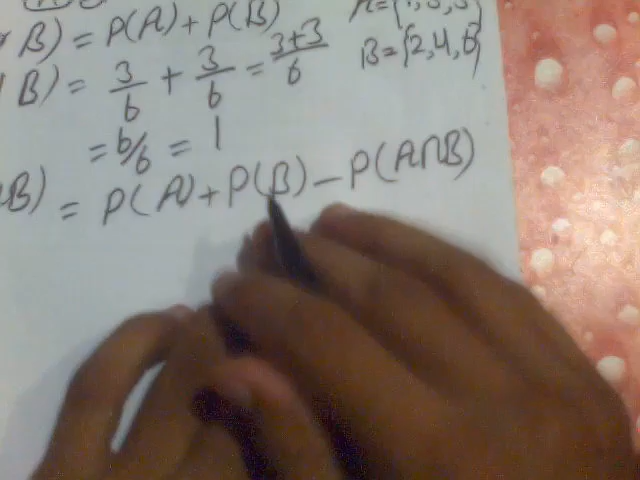 B) = P(A) + P(B)
B) = 3/6 + 3/6 = 3+3/6
= 6/6 = 1
B) = P(A) + P(B) - P(A∩B)
B = {2, 4, 6}